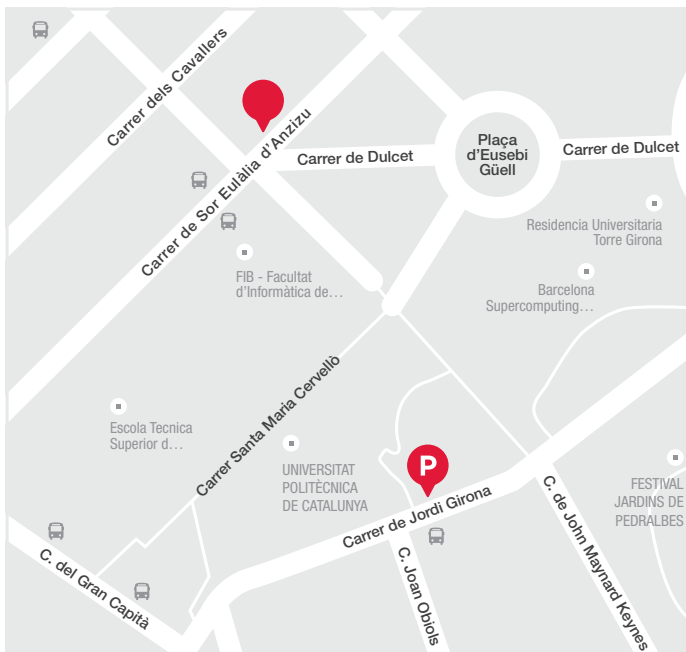 Carrer dels Cavallers
Carrer de Sor Eulàlia d'Anzizu
Carrer de Dulcet
Plaça
d'Eusebi
Güell
Carrer de Dulcet
Residencia Universitaria
Torre Girona
FIB - Facultat
d'Informàtica de…
Barcelona
Supercomputing…
Carrer Santa Maria Cervellò
Escola Tecnica
Superior d…
UNIVERSITAT
POLITÈCNICA
DE CATALUNYA
P
Carrer de Jordi Girona
FESTIVAL
JARDINS DE
PEDRALBES
C. de John Maynard Keynes
C. Joan Obiols
C. del Gran Capità